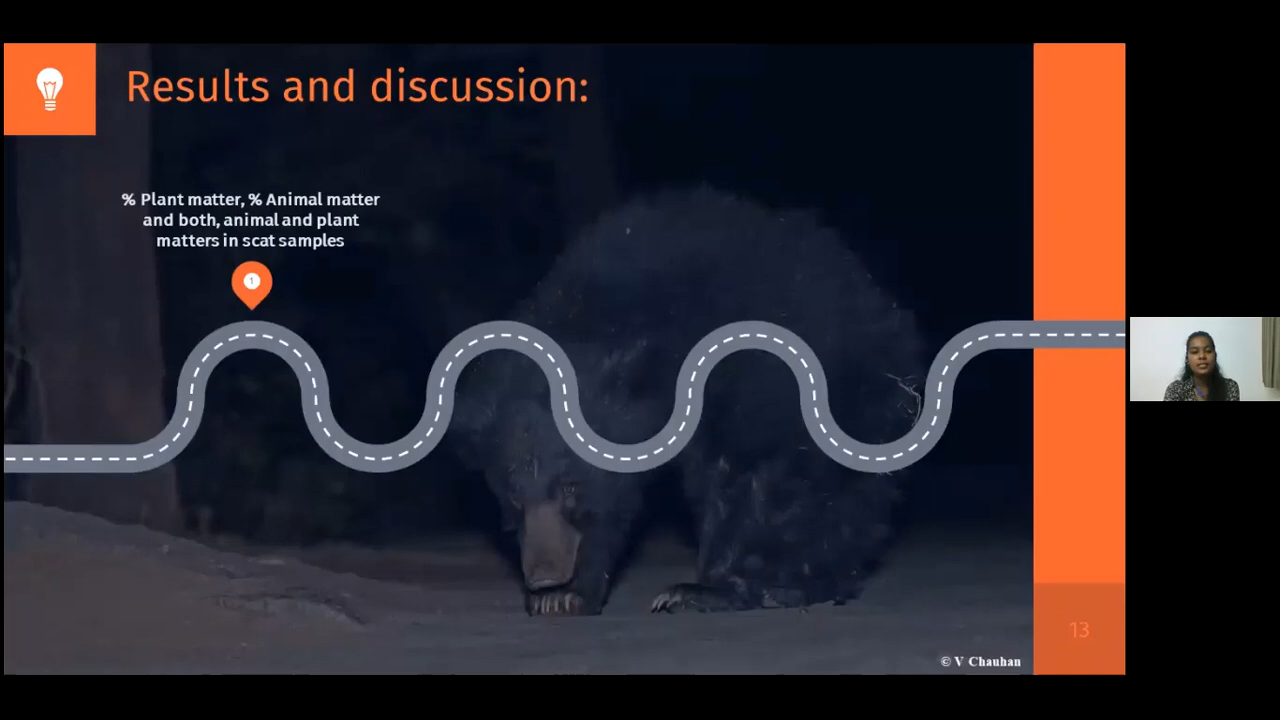 Results and discussion:
% Plant matter, % Animal matter
and both, animal and plant
matters in scat samples
1
© V Chauhan
13